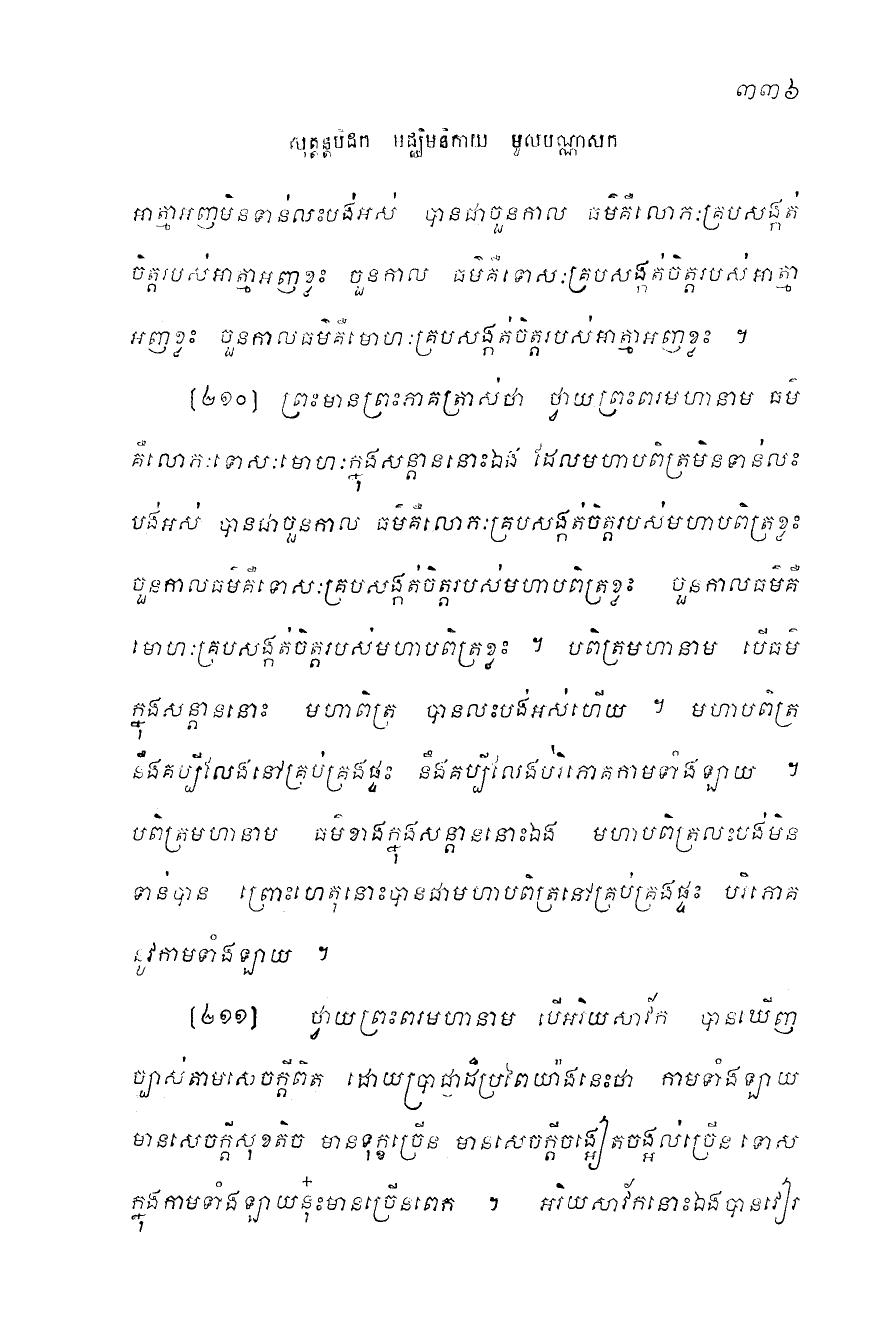 ៣៣៦
សុត្តន្តបិដក មជ្ឈិមនិកាយ មូលបណ្ណាសក
អាត្មាអញមិនទាន់លះបង់អស់ បានជាចួនកាល ធម៌គឺលោភៈគ្របសង្កត់
ចិត្តរបស់អាត្មាអញខ្លះ ចួនកាល ធម៌គឺទោសៈគ្របសង្កត់ចិត្តរបស់អាត្មា
អញខ្លះ ចួនកាលធម៌គឺមោហៈគ្របសង្កត់ចិត្តរបស់អាត្មាអញខ្លះ ។
[២១០] ព្រះមានព្រះភាគត្រាស់ថា ថ្វាយព្រះពរមហានាម ធម៌
គឺលោភៈទោសៈមោហៈក្នុងសន្តាននោះឯង ដែលមហាបពិត្រមិនទាន់លះ
បង់អស់ បានជាចួនកាល ធម៌គឺលោភៈគ្របសង្កត់ចិត្តរបស់មហាបពិត្រខ្លះ
ចួនកាលធម៌គឺទោសៈគ្របសង្កត់ចិត្តរបស់មហាបពិត្រខ្លះ ចួនកាលធម៌គឺ
មោហៈគ្របសង្កត់ចិត្តរបស់មហាបពិត្រខ្លះ ។ បពិត្រមហានាម បើធម៌
ក្នុងសន្តាននោះ មហាពិត្រ បានលះបង់អស់ហើយ ។ មហាបពិត្រ
នឹងគប្បីលែងនៅគ្រប់គ្រងផ្ទះ នឹងគប្បីលែងបរិភោគកាមទាំងឡាយ ។
បពិត្រមហានាម ធម៌ខាងក្នុងសន្តាននោះឯង មហាបពិត្រលះបង់មិន
ទាន់បាន ព្រោះហេតុនោះបានជាមហាបពិត្រនៅគ្រប់គ្រងផ្ទះ បរិភោគ
នូវកាមទាំងឡាយ ។
[២១១] ថ្វាយព្រះពរមហានាម បើអរិយសាវ័ក បានឃើញ
ច្បាស់តាមសេចក្តីពិត ដោយប្រាជ្ញាដ៏ប្រពៃយ៉ាងនេះថា កាមទាំងឡាយ
មានសេចក្តីសុខតិច មានទុក្ខច្រើន មានសេចក្តីចង្អៀតចង្អល់ច្រើន ទោស
ក្នុងកាមទាំងឡាយនុ៎ះមានច្រើនពេក ។ អរិយសាវ័កនោះឯងបានវៀរ